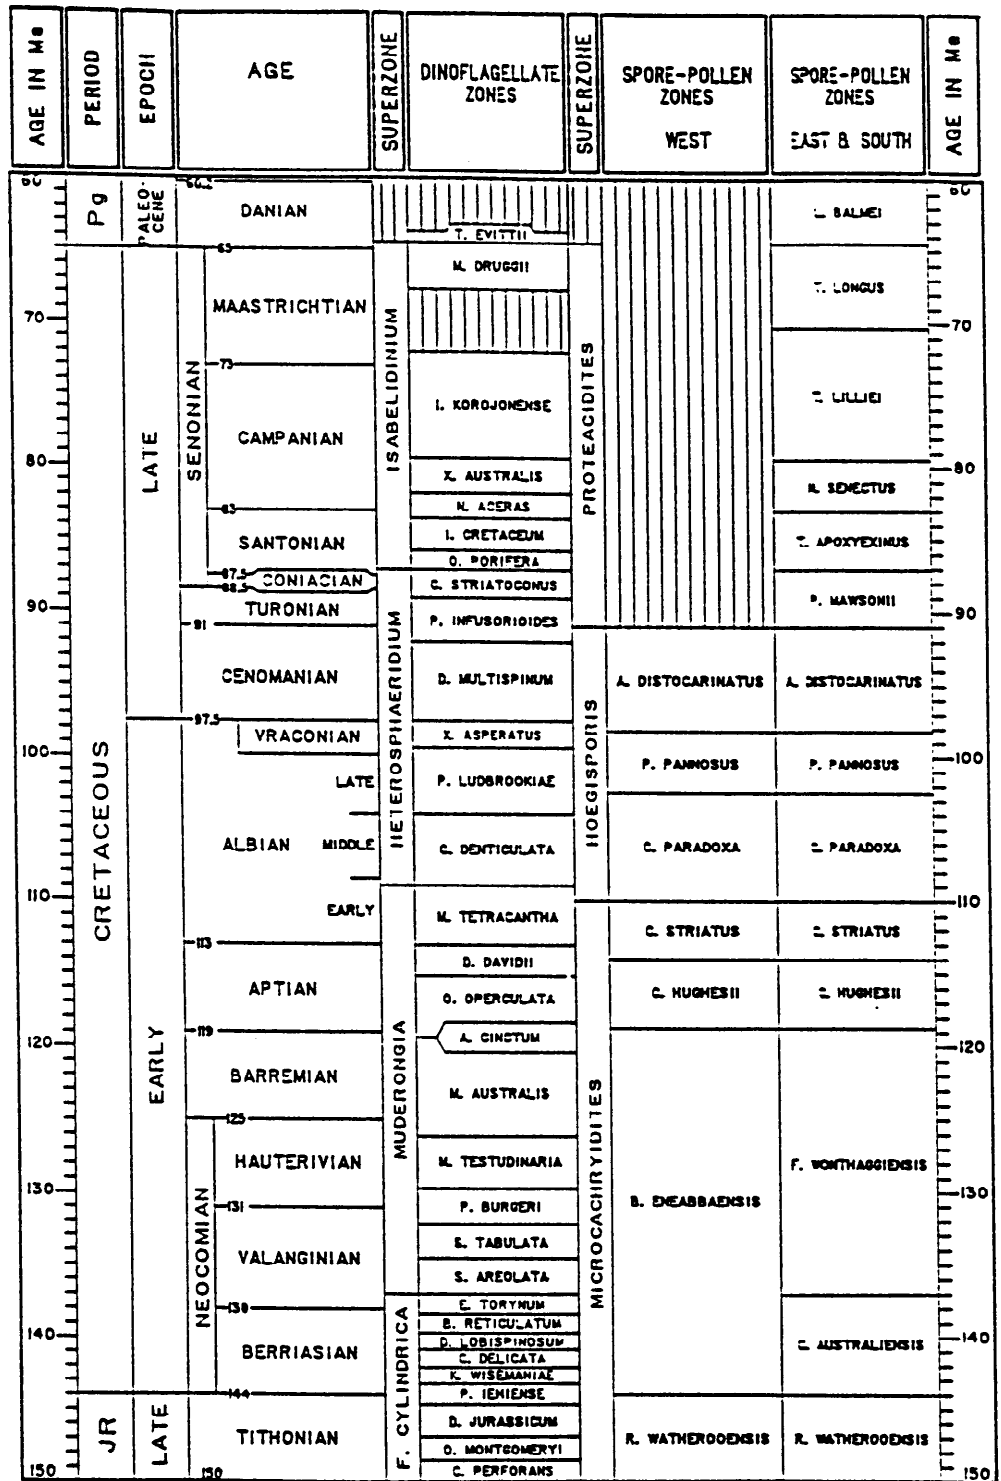 AGE IN Ma
PERIOD
EPOCH
AGE
SUPERZONE
DINOFLAGELLATE
ZONES
SUPERZONE
SPORE-POLLEN
ZONES
WEST
SPORE-POLLEN
ZONES
EAST & SOUTH
AGE IN Ma
60
70
80
90
100
110
120
130
140
150
Pg
CRETACEOUS
JR
PALEO-
CENE
LATE
EARLY
LATE
SENONIAN
NEOCOMIAN
DANIAN
65
MAASTRICHTIAN
73
CAMPANIAN
83
SANTONIAN
87.5
CONIACIAN
88.5
TURONIAN
91
CENOMANIAN
97.5
VRACONIAN
LATE
ALBIAN MIDDLE
EARLY
113
APTIAN
119
BARREMIAN
125
HAUTERIVIAN
131
VALANGINIAN
138
BERRIASIAN
144
TITHONIAN
150
ISABELIDINIUM
HETEROSPHAERIDIUM
MUDERONGIA
F. CYLINDRICA
T. EVITTII
M. DRUGGII
I. KOROJONENSE
X. AUSTRALIS
N. ACERAS
I. CRETACEUM
O. PORIFERA
C. STRIATOCONUS
P. INFUSORIOIDES
D. MULTISPINUM
X. ASPERATUS
P. LUDBROOKIAE
C. DENTICULATA
M. TETRACANTHA
D. DAVIDII
O. OPERCULATA
A. CINCTUM
M. AUSTRALIS
M. TESTUDINARIA
P. BURGERI
S. TABULATA
S. AREOLATA
E. TORYNUM
B. RETICULATUM
D. LOBISPINOSUM
C. DELICATA
K. WISEMANIAE
P. IEHIENSE
D. JURASSICUM
O. MONTGOMERYI
C. PERFORANS
PROTEACIDITES
HOEGISPORIS
MICROCACHRYIDITES
A. DISTOCARINATUS
P. PANNOSUS
C. PARADOXA
C. STRIATUS
C. HUGHESII
B. ENEABBAENSIS
R. WATHEROOENSIS
L. BALMEI
T. LONGUS
T. LILLIEI
N. SENECTUS
T. APOXYEXINUS
P. MAWSONII
A. DISTOCARINATUS
P. PANNOSUS
C. PARADOXA
C. STRIATUS
C. HUGHESII
F. WONTHAGGIENSIS
C. AUSTRALIENSIS
R. WATHEROOENSIS
60
70
80
90
100
110
120
130
140
150